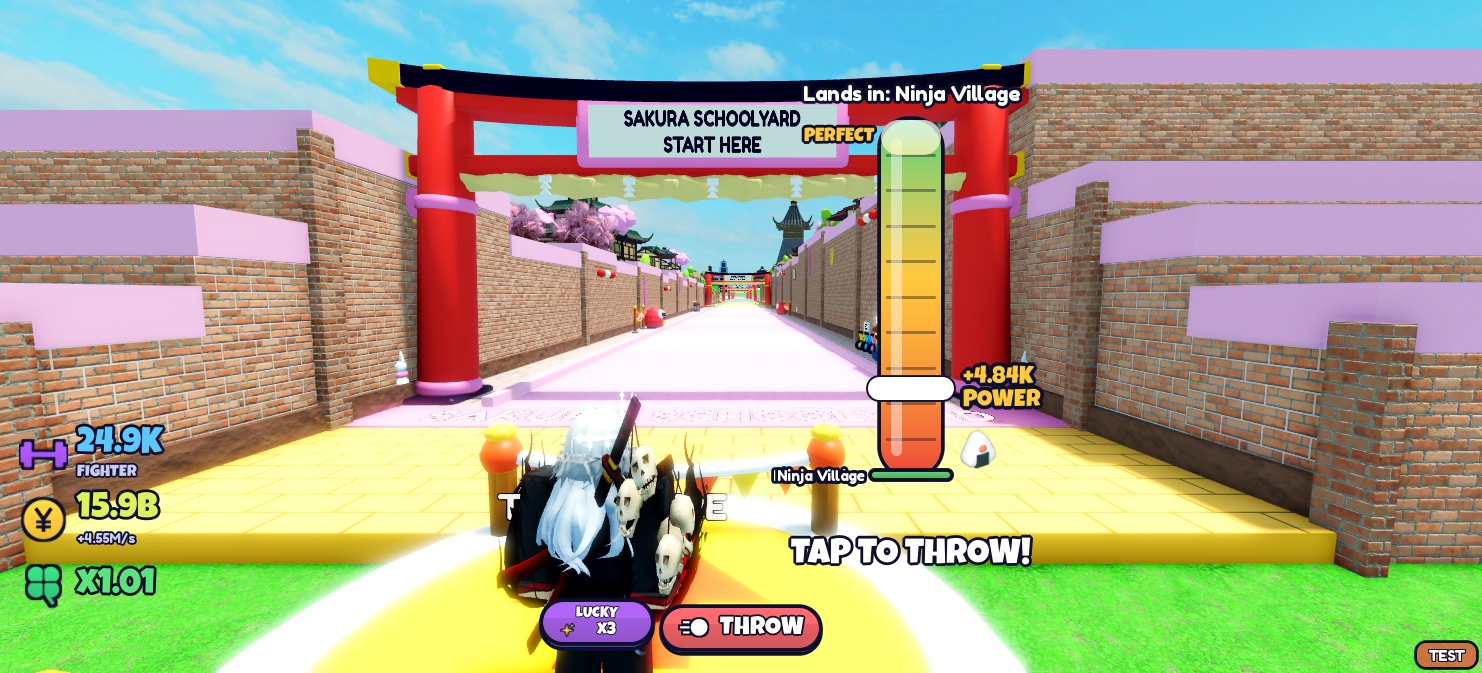 Lands in: Ninja Village
SAKURA SCHOOLYARD
START HERE
PERFECT
+4.84K
POWER
24.9K
FIGHTER
15.9B
+4.55M/s
X1.01
Ninja Village
TAP TO THROW!
LUCKY
X3
THROW
TEST